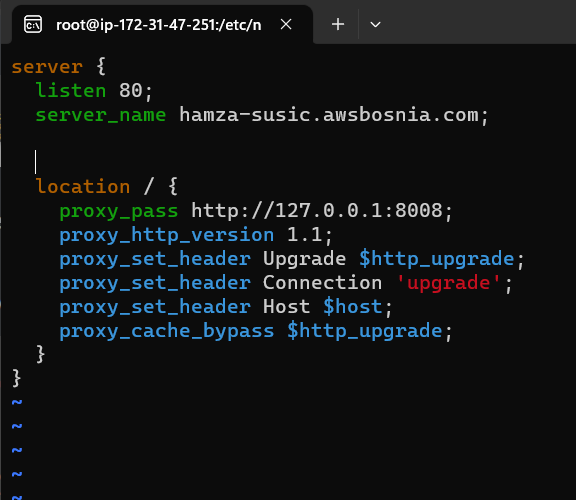 root@ip-172-31-47-251:/etc/n
server {
  listen 80;
  server_name hamza-susic.awsbosnia.com;
  location / {
    proxy_pass http://127.0.0.1:8008;
    proxy_http_version 1.1;
    proxy_set_header Upgrade $http_upgrade;
    proxy_set_header Connection 'upgrade';
    proxy_set_header Host $host;
    proxy_cache_bypass $http_upgrade;
  }
}
~
~
~
~
~